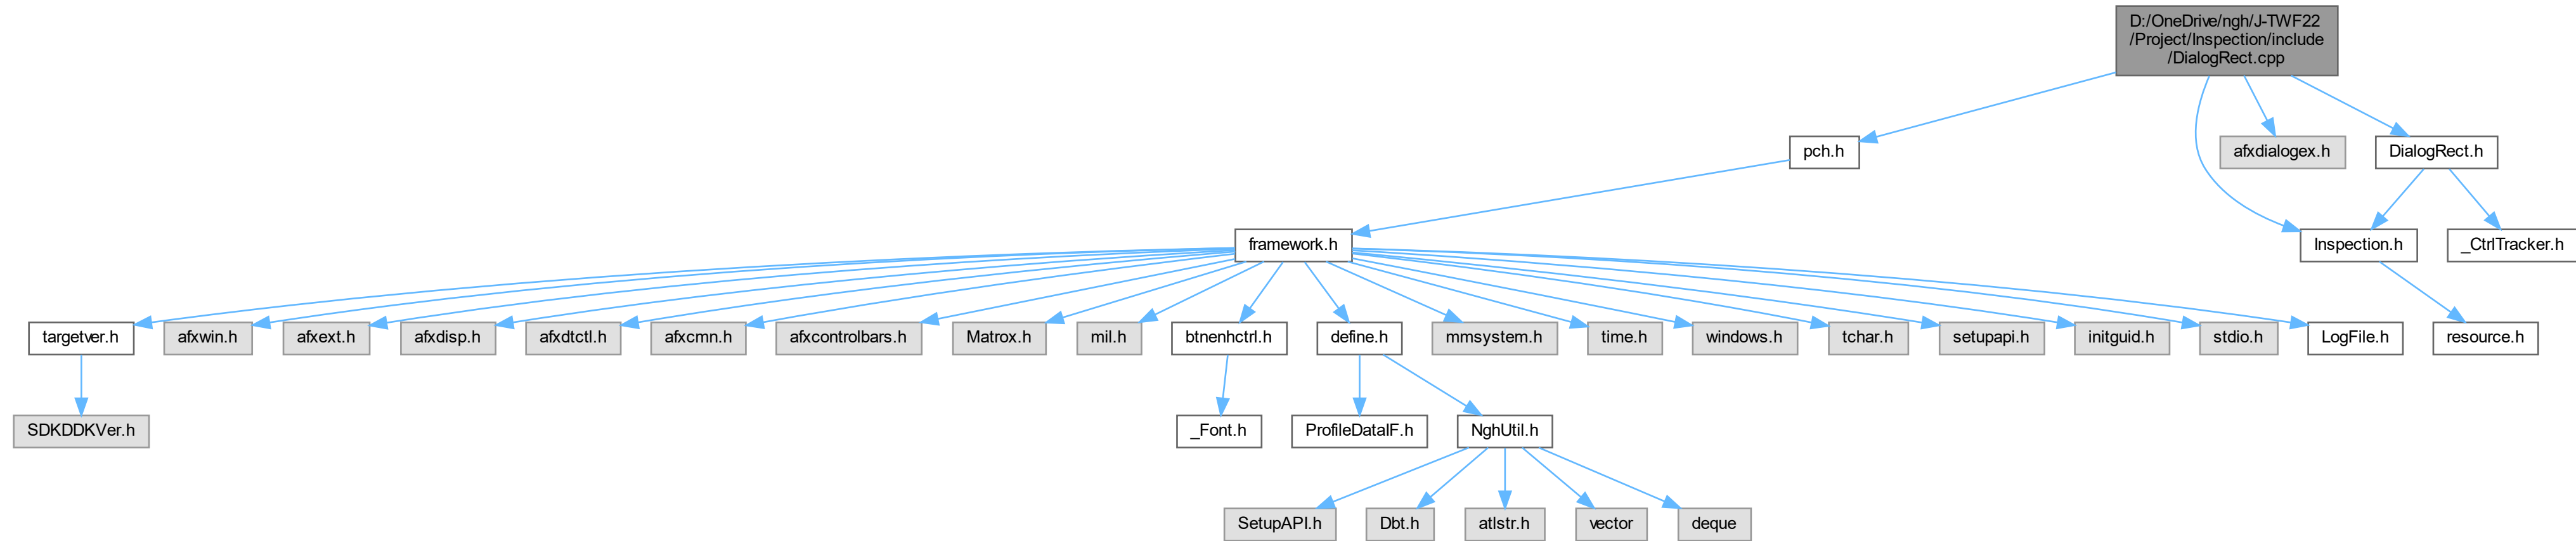 D:/OneDrive/ngh/J-TWF22
/Project/Inspection/include
/DialogRect.cpp
pch.h
afxdialogex.h
DialogRect.h
framework.h
Inspection.h
_CtrlTracker.h
targetver.h
afxwin.h
afxext.h
afxdisp.h
afxdtctl.h
afxcmn.h
afxcontrolbars.h
Matrox.h
mil.h
btnenhctrl.h
define.h
mmsystem.h
time.h
windows.h
tchar.h
setupapi.h
initguid.h
stdio.h
LogFile.h
resource.h
SDKDDKVer.h
_Font.h
ProfileDataIF.h
NghUtil.h
SetupAPI.h
Dbt.h
atlstr.h
vector
deque